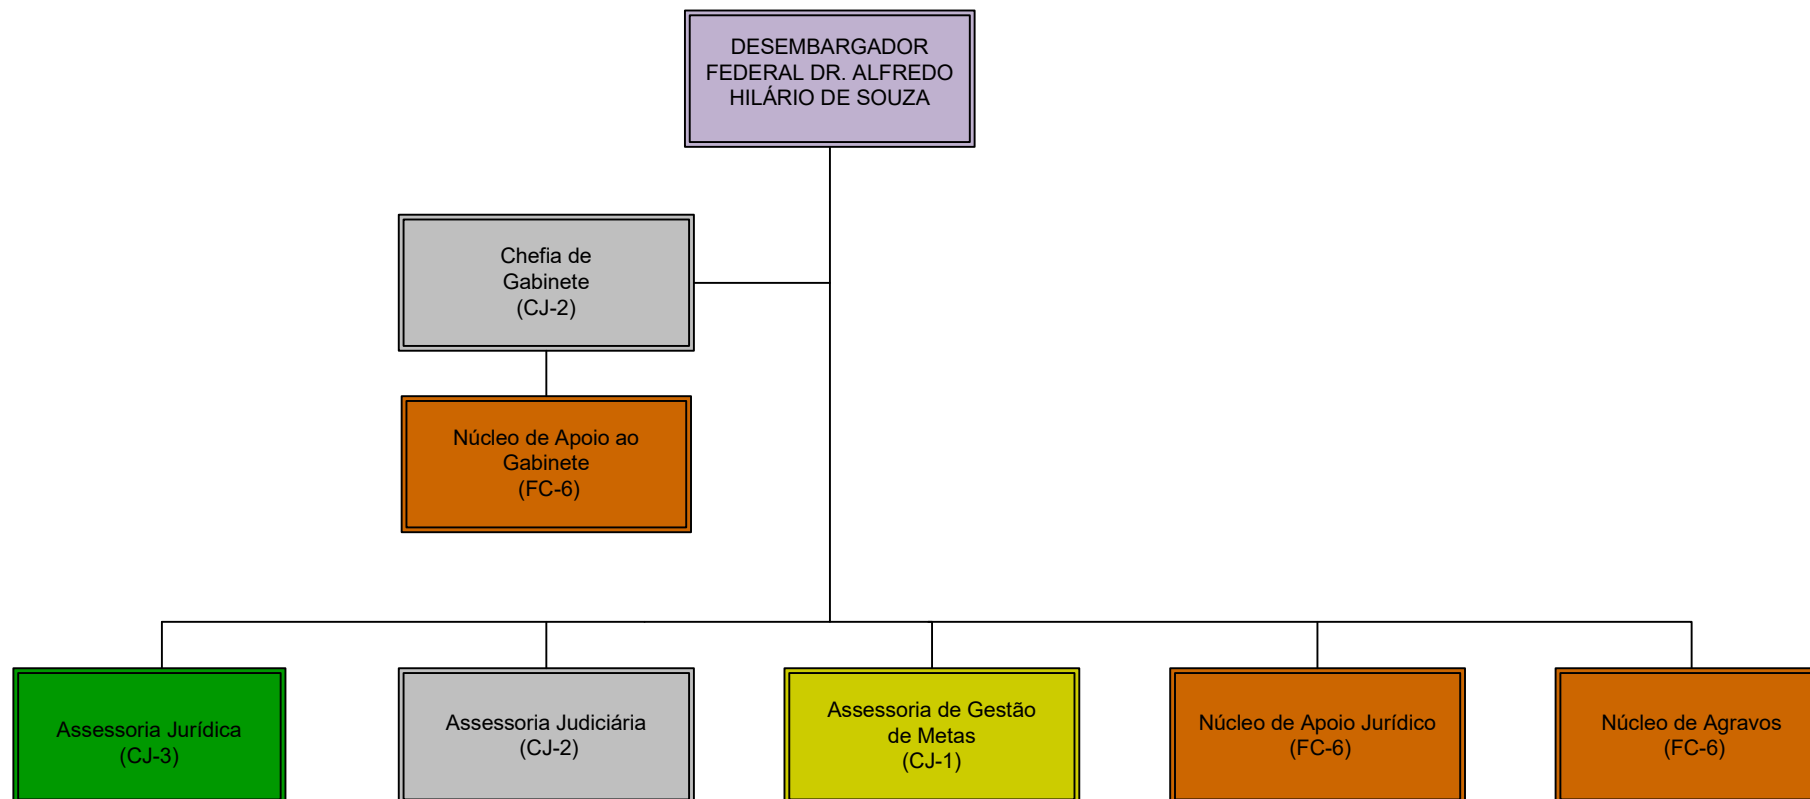 DESEMBARGADOR
FEDERAL DR. ALFREDO
HILÁRIO DE SOUZA
Chefia de
Gabinete
(CJ-2)
Núcleo de Apoio ao
Gabinete
(FC-6)
Assessoria Jurídica
(CJ-3)
Assessoria Judiciária
(CJ-2)
Assessoria de Gestão
de Metas
(CJ-1)
Núcleo de Apoio Jurídico
(FC-6)
Núcleo de Agravos
(FC-6)